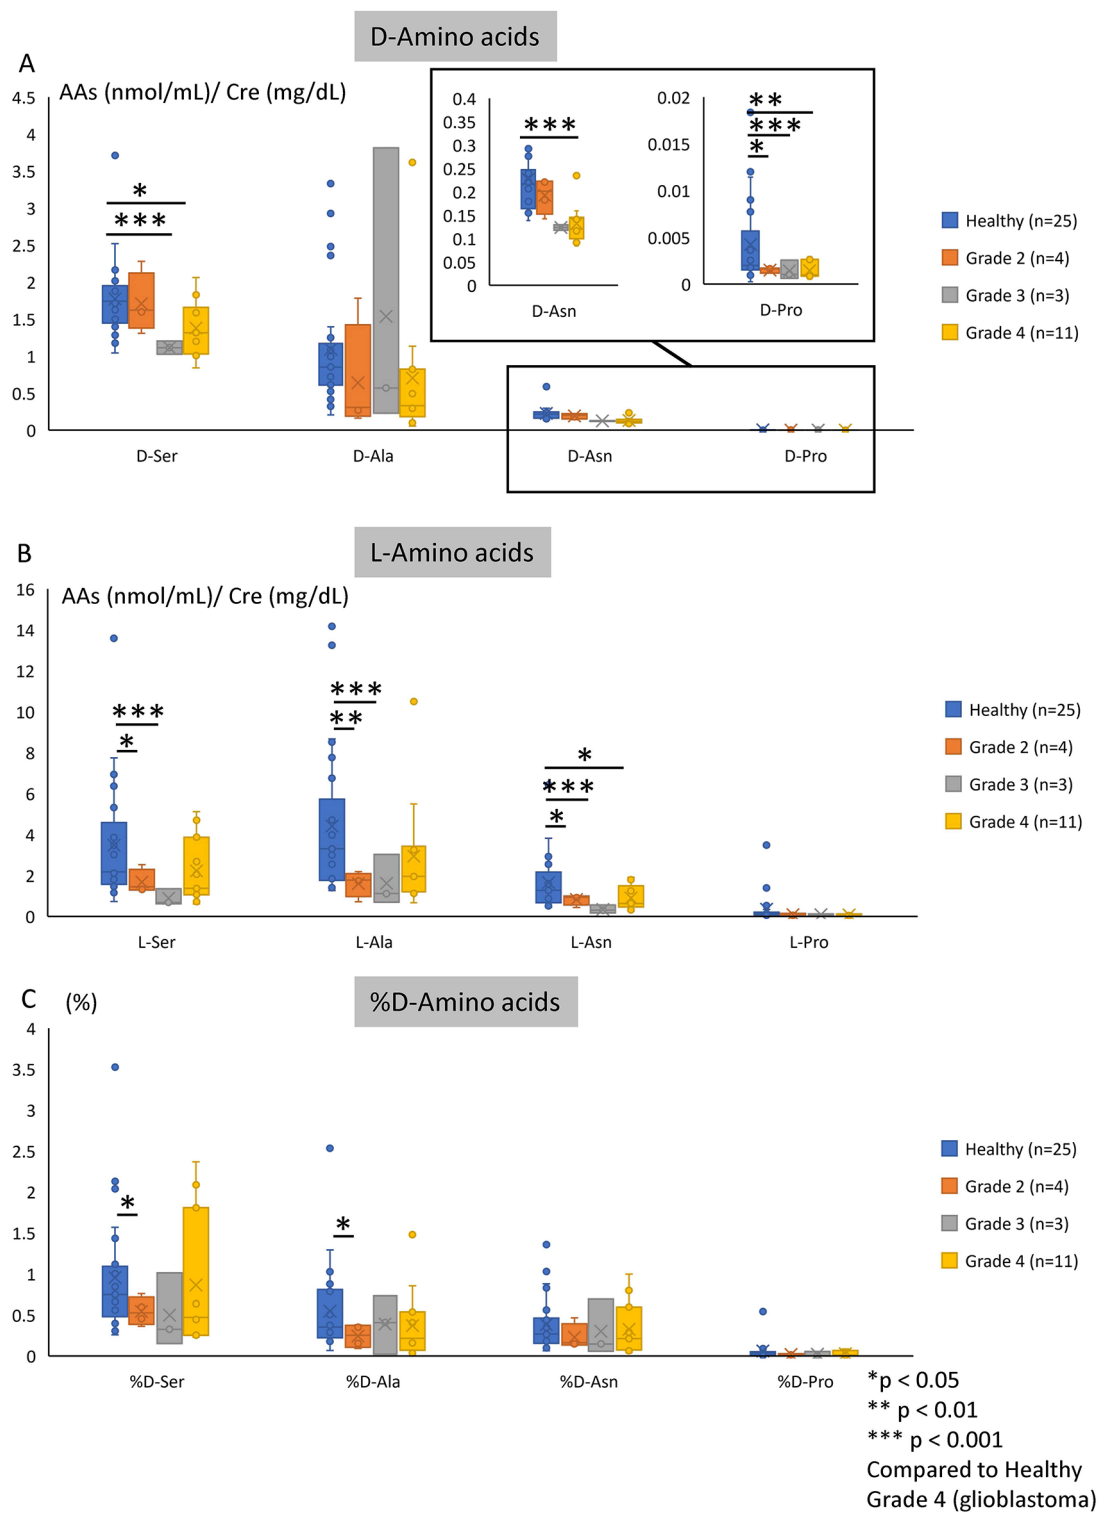 D-Amino acids
A
AAs (nmol/mL)/ Cre (mg/dL)
4.5
4
3.5
3
2.5
2
1.5
1
0.5
0
***
*
D-Ser
D-Ala
D-Asn
D-Pro
0.4
0.35
0.3
0.25
0.2
0.15
0.1
0.05
0
***
D-Asn
0.02
0.015
0.01
0.005
0
**
***
*
D-Pro
Healthy (n=25)
Grade 2 (n=4)
Grade 3 (n=3)
Grade 4 (n=11)
B
L-Amino acids
AAs (nmol/mL)/ Cre (mg/dL)
16
14
12
10
8
6
4
2
0
***
*
***
**
*
***
*
L-Ser
L-Ala
L-Asn
L-Pro
Healthy (n=25)
Grade 2 (n=4)
Grade 3 (n=3)
Grade 4 (n=11)
C
(%)
%D-Amino acids
4
3.5
3
2.5
2
1.5
1
0.5
0
*
*
%D-Ser
%D-Ala
%D-Asn
%D-Pro
Healthy (n=25)
Grade 2 (n=4)
Grade 3 (n=3)
Grade 4 (n=11)
*p < 0.05
** p < 0.01
*** p < 0.001
Compared to Healthy
Grade 4 (glioblastoma)